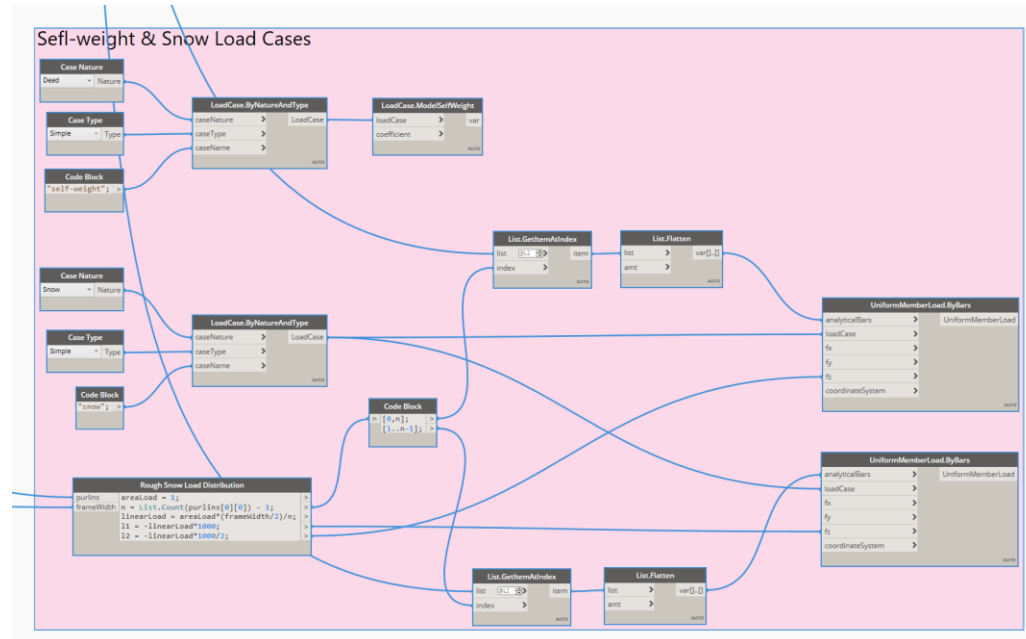 Sefl-weight & Snow Load Cases
Case Nature
Dead Nature
Case Type
Simple Type
Code Block
"self-weight"; >
LoadCase.ByNatureAndType
caseNature > LoadCase
caseType >
caseName >
AUTO
LoadCase.ModelSelfWeight
loadCase > var
coefficient >
AUTO
List.GetItemAtIndex
list @L2 > item
index >
AUTO
List.Flatten
list > var[]..[]
amt >
AUTO
Case Nature
Snow Nature
Case Type
Simple Type
Code Block
"snow"; >
LoadCase.ByNatureAndType
caseNature > LoadCase
caseType >
caseName >
AUTO
UniformMemberLoad.ByBars
analyticalBars > UniformMemberLoad
loadCase >
fx >
fy >
fz >
coordinateSystem >
AUTO
Code Block
n [0,n]; >
[1..n-1]; >
Rough Snow Load Distribution
purlins areaLoad = 1; >
frameWidth n = List.Count(purlins[0][0]) - 1; >
linearLoad = areaLoad*(frameWidth/2)/n; >
l1 = -linearLoad*1000; >
l2 = -linearLoad*1000/2; >
UniformMemberLoad.ByBars
analyticalBars > UniformMemberLoad
loadCase >
fx >
fy >
fz >
coordinateSystem >
AUTO
List.GetItemAtIndex
list @L2 > item
index >
AUTO
List.Flatten
list > var[]..[]
amt >
AUTO